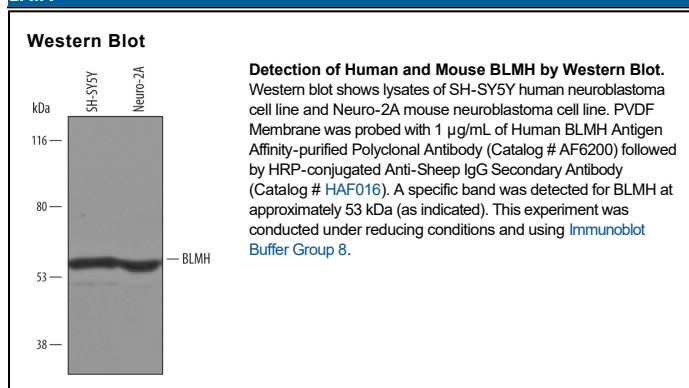 Western Blot
SH-SY5Y
Neuro-2A
kDa
116
80
53
38
BLMH
Detection of Human and Mouse BLMH by Western Blot.
Western blot shows lysates of SH-SY5Y human neuroblastoma
cell line and Neuro-2A mouse neuroblastoma cell line. PVDF
Membrane was probed with 1 µg/mL of Human BLMH Antigen
Affinity-purified Polyclonal Antibody (Catalog # AF6200) followed
by HRP-conjugated Anti-Sheep IgG Secondary Antibody
(Catalog # HAF016). A specific band was detected for BLMH at
approximately 53 kDa (as indicated). This experiment was
conducted under reducing conditions and using Immunoblot
Buffer Group 8.